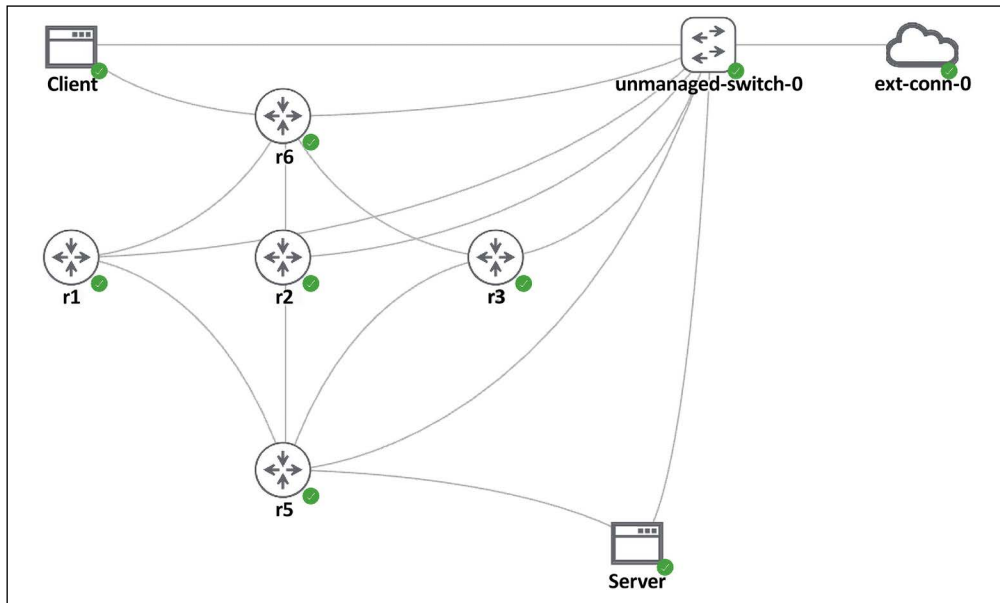 Client
unmanaged-switch-0
ext-conn-0
r6
r1
r2
r3
r5
Server